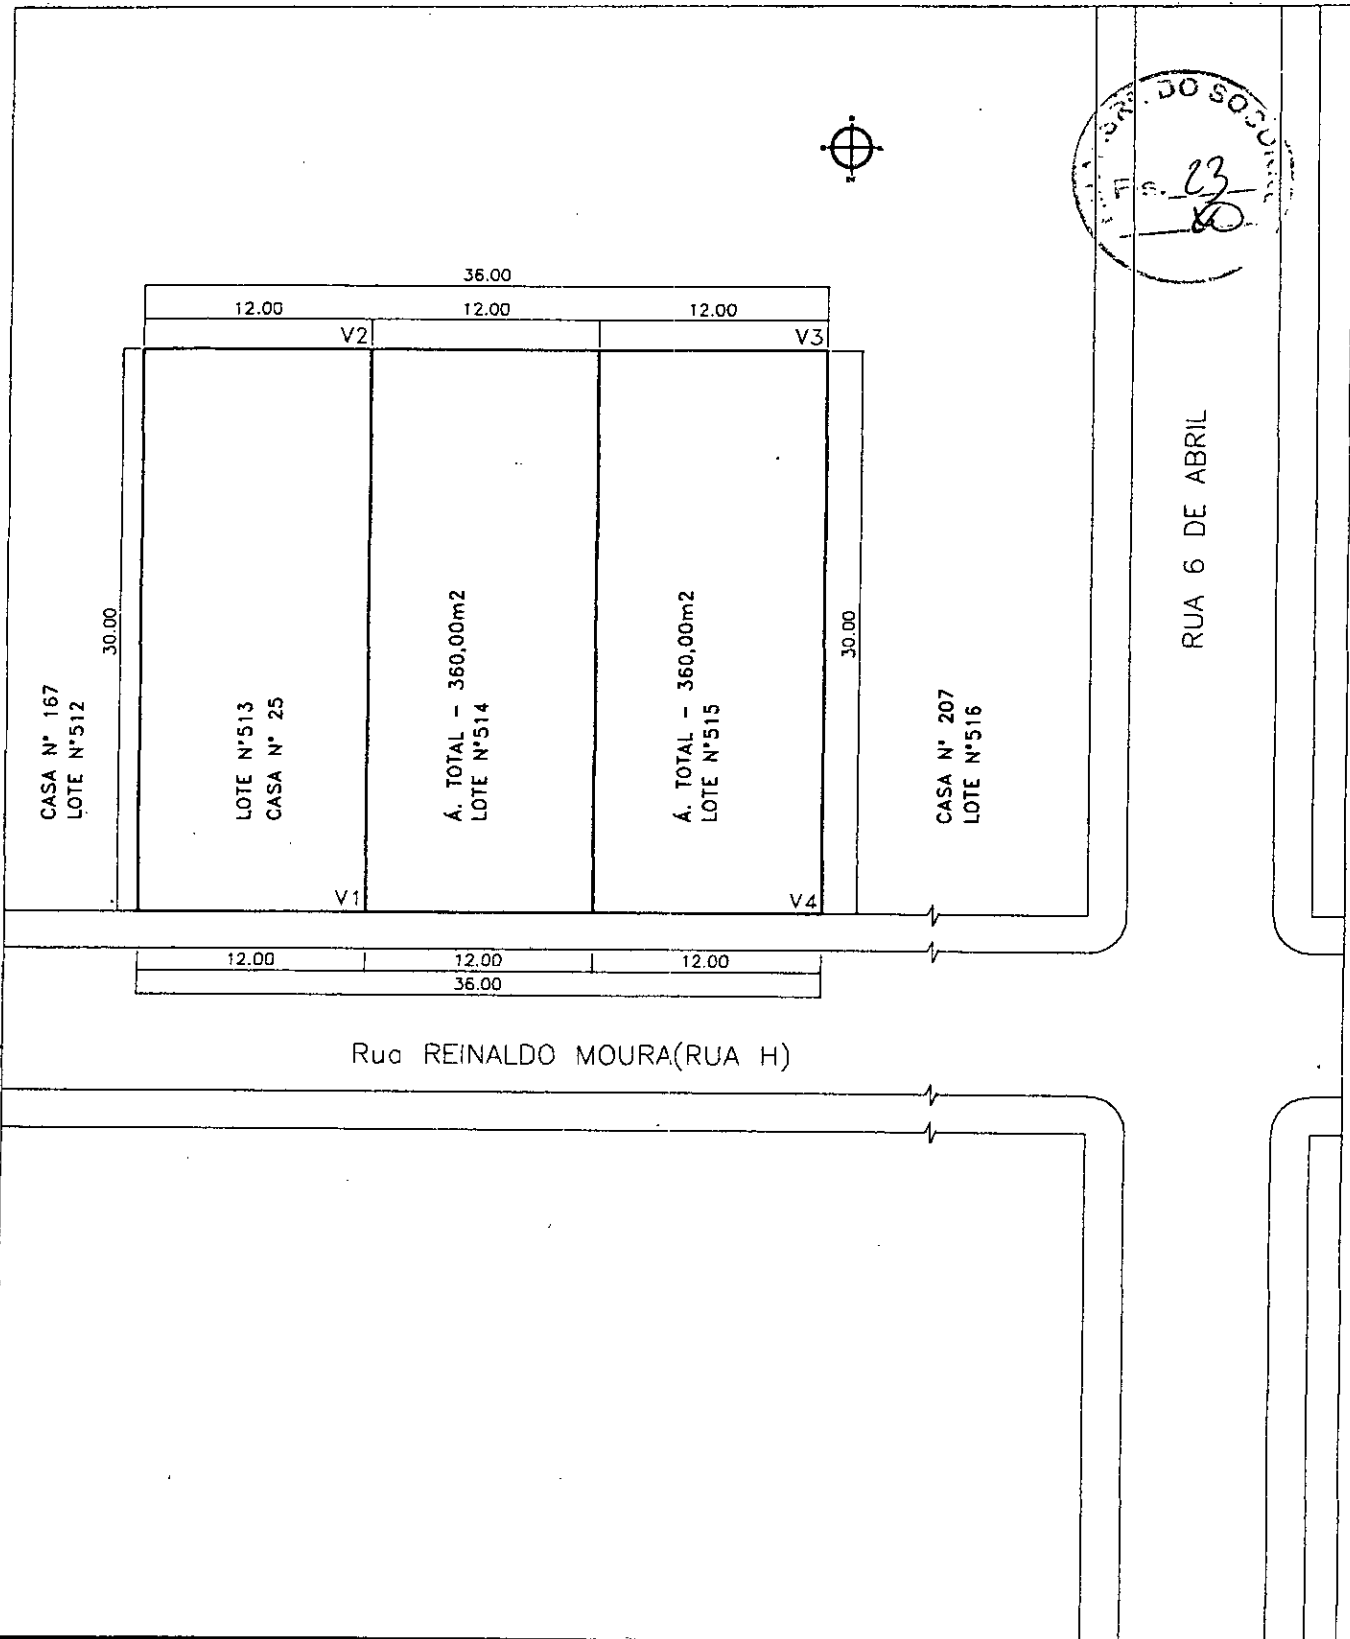 DO SOCORRO
Fls. 23
36.00
12.00 12.00 12.00
V2 V3
30.00
30.00
CASA N° 167
LOTE N°512
LOTE N°513
CASA N° 25
Á. TOTAL - 360,00m2
LOTE N°514
Á. TOTAL - 360,00m2
LOTE N°515
CASA N° 207
LOTE N°516
RUA 6 DE ABRIL
V1 V4
12.00 12.00 12.00
36.00
Rua REINALDO MOURA(RUA H)